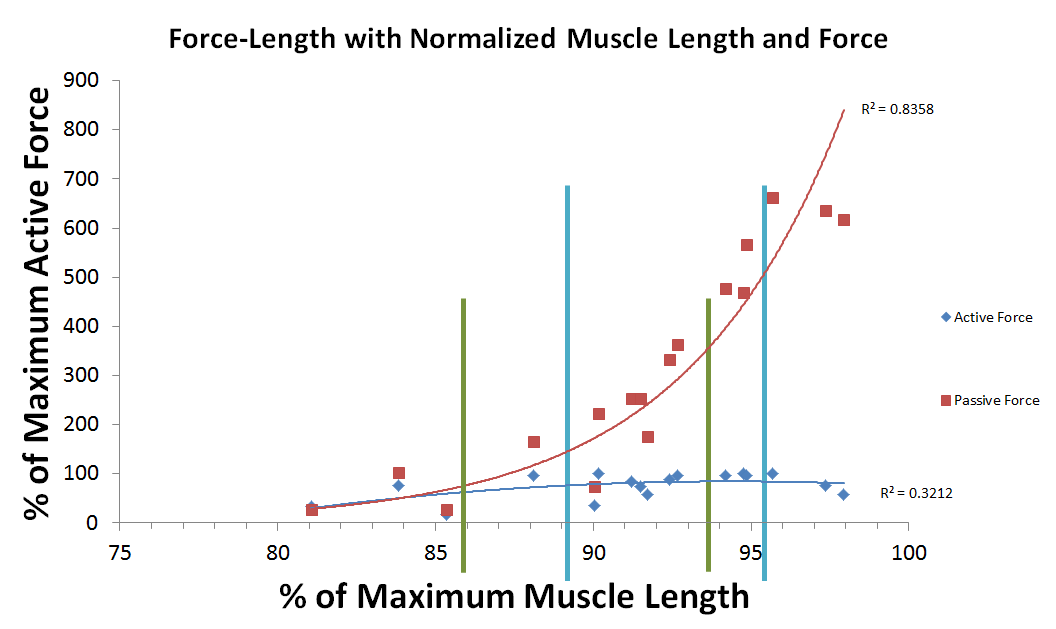 Force-Length with Normalized Muscle Length and Force
% of Maximum Active Force
900
800
700
600
500
400
300
200
100
0
75 80 85 90 95 100
% of Maximum Muscle Length
R² = 0.8358
R² = 0.3212
Active Force
Passive Force